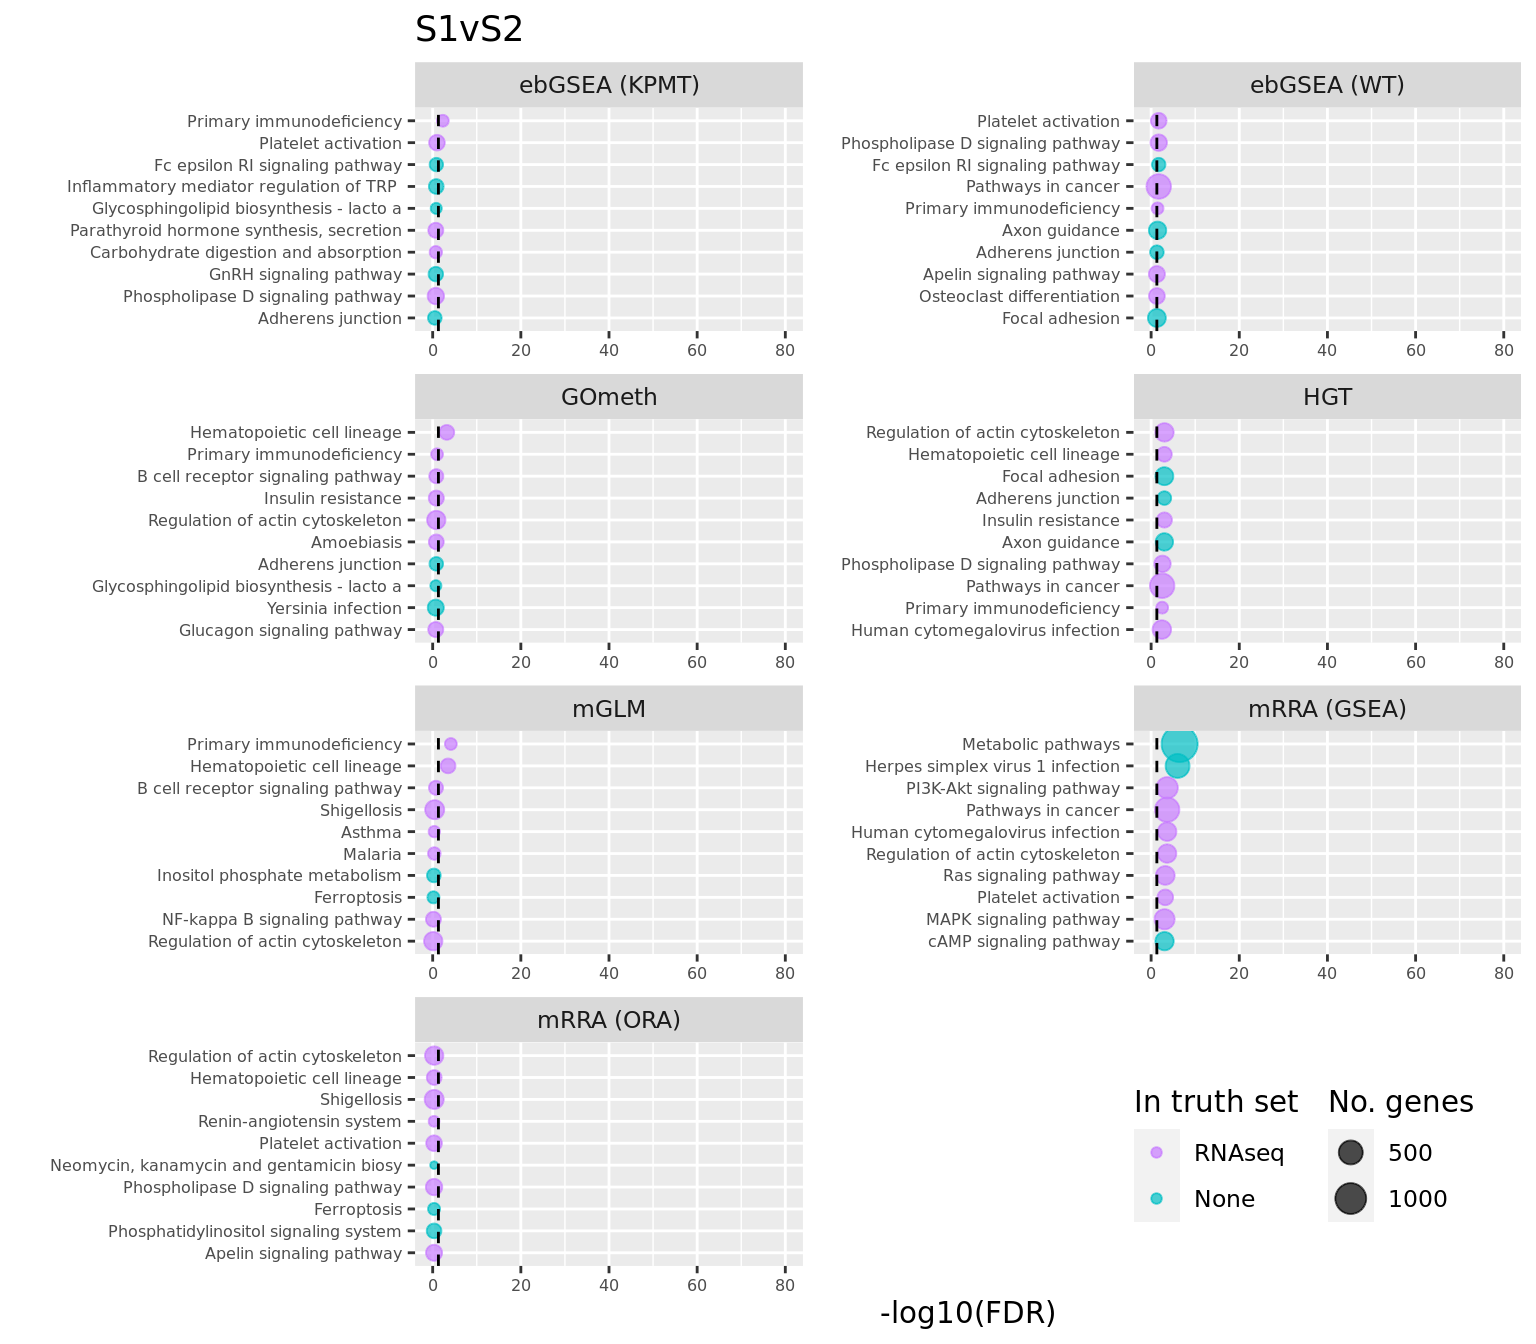 S1vS2
ebGSEA (KPMT)
Primary immunodeficiency
Platelet activation
Fc epsilon RI signaling pathway
Inflammatory mediator regulation of TRP
Glycosphingolipid biosynthesis - lacto a
Parathyroid hormone synthesis, secretion
Carbohydrate digestion and absorption
GnRH signaling pathway
Phospholipase D signaling pathway
Adherens junction
0 20 40 60 80
ebGSEA (WT)
Platelet activation
Phospholipase D signaling pathway
Fc epsilon RI signaling pathway
Pathways in cancer
Primary immunodeficiency
Axon guidance
Adherens junction
Apelin signaling pathway
Osteoclast differentiation
Focal adhesion
0 20 40 60 80
GOmeth
Hematopoietic cell lineage
Primary immunodeficiency
B cell receptor signaling pathway
Insulin resistance
Regulation of actin cytoskeleton
Amoebiasis
Adherens junction
Glycosphingolipid biosynthesis - lacto a
Yersinia infection
Glucagon signaling pathway
0 20 40 60 80
HGT
Regulation of actin cytoskeleton
Hematopoietic cell lineage
Focal adhesion
Adherens junction
Insulin resistance
Axon guidance
Phospholipase D signaling pathway
Pathways in cancer
Primary immunodeficiency
Human cytomegalovirus infection
0 20 40 60 80
mGLM
Primary immunodeficiency
Hematopoietic cell lineage
B cell receptor signaling pathway
Shigellosis
Asthma
Malaria
Inositol phosphate metabolism
Ferroptosis
NF-kappa B signaling pathway
Regulation of actin cytoskeleton
0 20 40 60 80
mRRA (GSEA)
Metabolic pathways
Herpes simplex virus 1 infection
PI3K-Akt signaling pathway
Pathways in cancer
Human cytomegalovirus infection
Regulation of actin cytoskeleton
Ras signaling pathway
Platelet activation
MAPK signaling pathway
cAMP signaling pathway
0 20 40 60 80
mRRA (ORA)
Regulation of actin cytoskeleton
Hematopoietic cell lineage
Shigellosis
Renin-angiotensin system
Platelet activation
Neomycin, kanamycin and gentamicin biosy
Phospholipase D signaling pathway
Ferroptosis
Phosphatidylinositol signaling system
Apelin signaling pathway
0 20 40 60 80
In truth set
RNAseq
None
No. genes
500
1000
-log10(FDR)